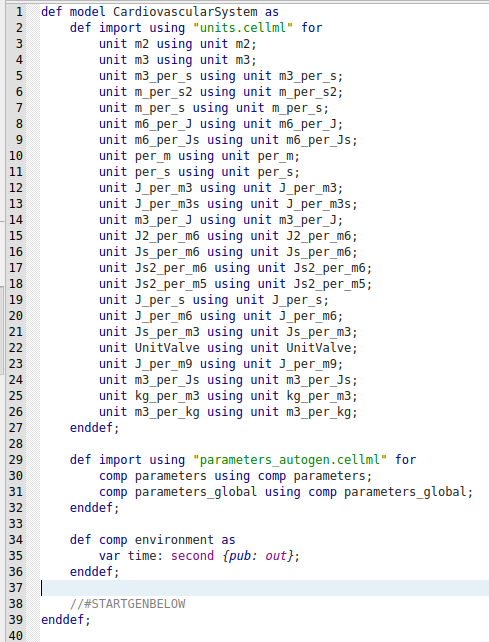 1 def model CardiovascularSystem as
2     def import using "units.cellml" for
3         unit m2 using unit m2;
4         unit m3 using unit m3;
5         unit m3_per_s using unit m3_per_s;
6         unit m_per_s2 using unit m_per_s2;
7         unit m_per_s using unit m_per_s;
8         unit m6_per_J using unit m6_per_J;
9         unit m6_per_Js using unit m6_per_Js;
10         unit per_m using unit per_m;
11         unit per_s using unit per_s;
12         unit J_per_m3 using unit J_per_m3;
13         unit J_per_m3s using unit J_per_m3s;
14         unit m3_per_J using unit m3_per_J;
15         unit J2_per_m6 using unit J2_per_m6;
16         unit Js_per_m6 using unit Js_per_m6;
17         unit Js2_per_m6 using unit Js2_per_m6;
18         unit Js2_per_m5 using unit Js2_per_m5;
19         unit J_per_s using unit J_per_s;
20         unit J_per_m6 using unit J_per_m6;
21         unit Js_per_m3 using unit Js_per_m3;
22         unit UnitValve using unit UnitValve;
23         unit J_per_m9 using unit J_per_m9;
24         unit m3_per_Js using unit m3_per_Js;
25         unit kg_per_m3 using unit kg_per_m3;
26         unit m3_per_kg using unit m3_per_kg;
27     enddef;
28
29     def import using "parameters_autogen.cellml" for
30         comp parameters using comp parameters;
31         comp parameters_global using comp parameters_global;
32     enddef;
33
34     def comp environment as
35         var time: second {pub: out};
36     enddef;
37
38     //#STARTGENBELOW
39 enddef;
40